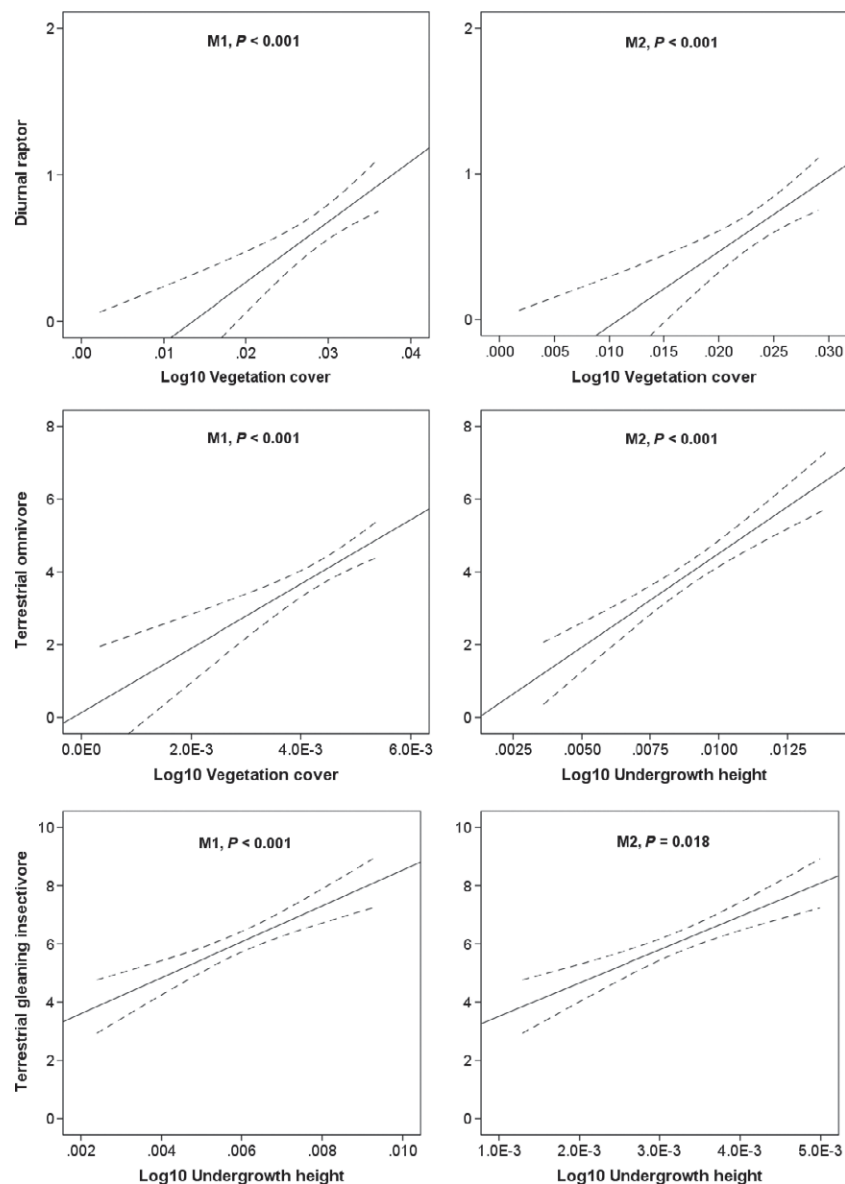 M1, P < 0.001
Diurnal raptor
2
1
0
.00 .01 .02 .03 .04
Log10 Vegetation cover
M2, P < 0.001
2
1
0
.000 .005 .010 .015 .020 .025 .030
Log10 Vegetation cover
M1, P < 0.001
Terrestrial omnivore
8
6
4
2
0
0.0E0 2.0E-3 4.0E-3 6.0E-3
Log10 Vegetation cover
M2, P < 0.001
8
6
4
2
0
.0025 .0050 .0075 .0100 .0125
Log10 Undergrowth height
M1, P < 0.001
Terrestrial gleaning insectivore
10
8
6
4
2
0
.002 .004 .006 .008 .010
Log10 Undergrowth height
M2, P = 0.018
10
8
6
4
2
0
1.0E-3 2.0E-3 3.0E-3 4.0E-3 5.0E-3
Log10 Undergrowth height